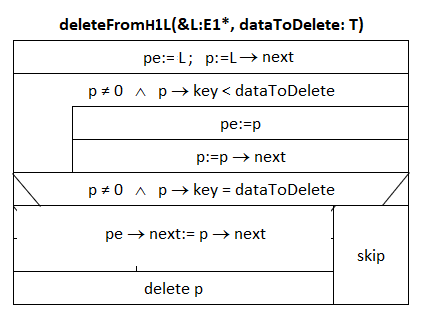 deleteFromH1L(&L:E1*, dataToDelete: T)
pe:= L ; p:=L → next
p ≠ 0 ∧ p → key < dataToDelete
pe:=p
p:=p → next
p ≠ 0 ∧ p → key = dataToDelete
pe → next:= p → next
skip
delete p